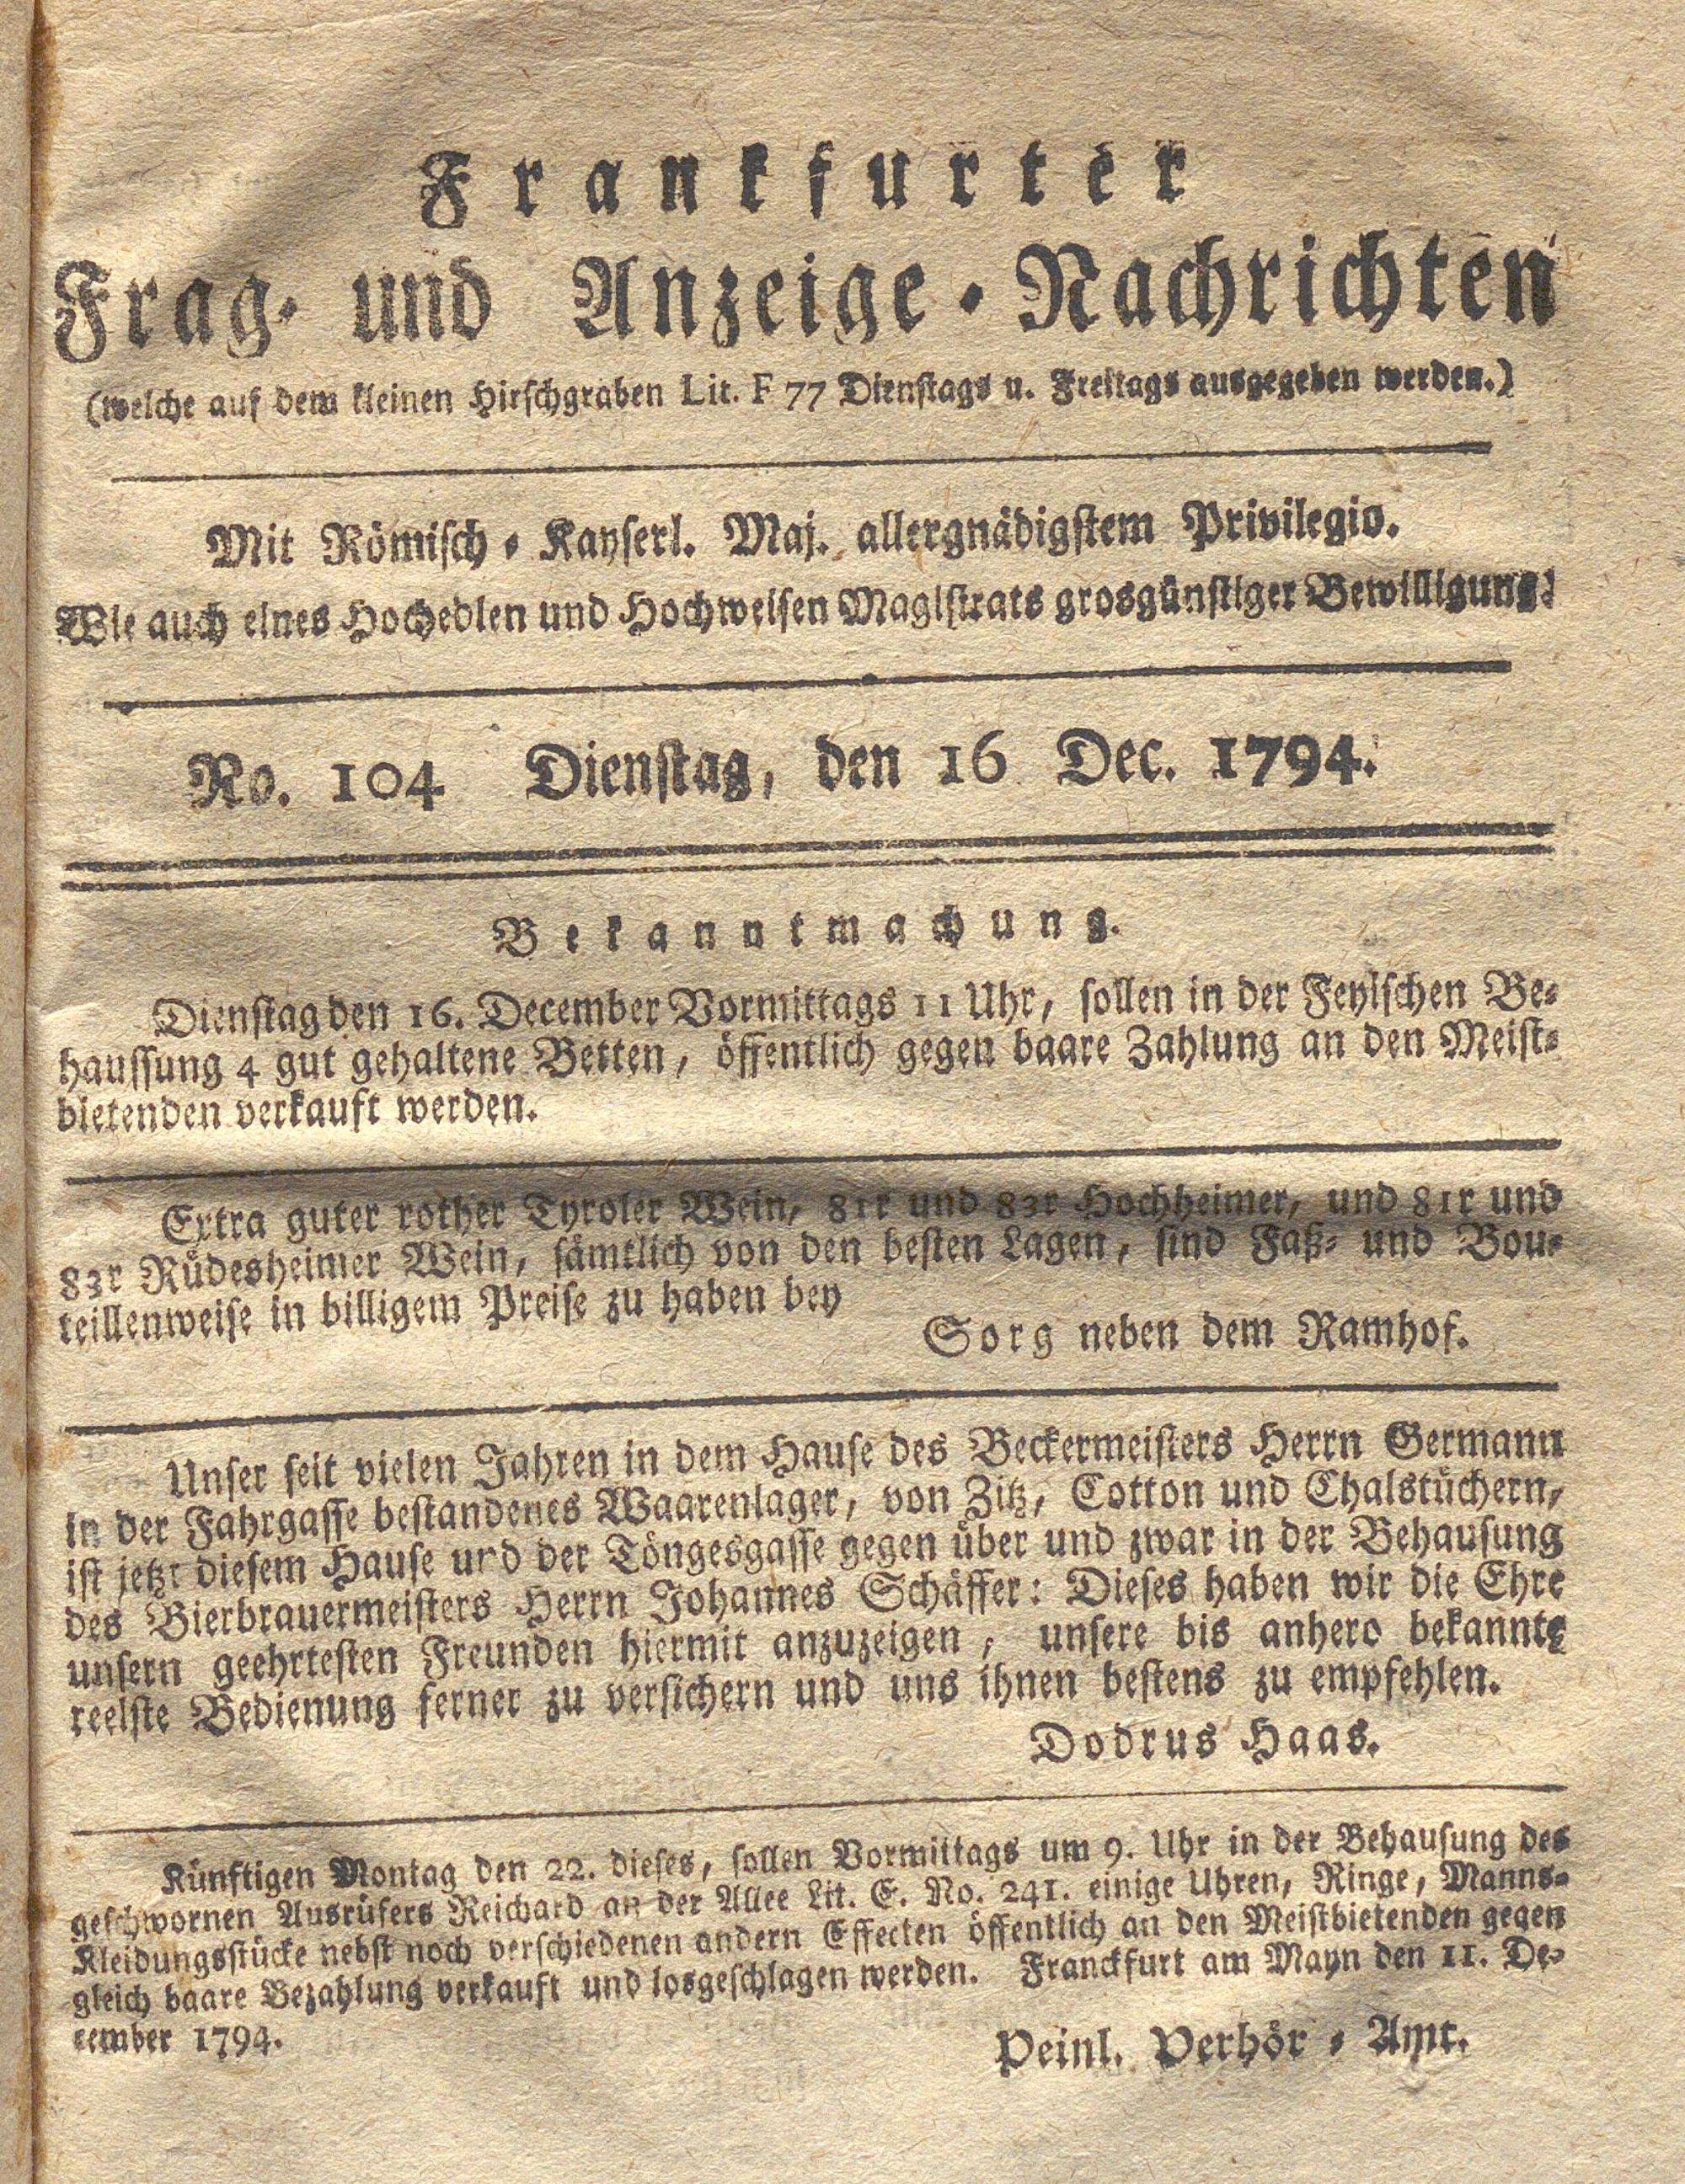 Frankfurter
Frag- und Anzeige-Nachrichten
(welche auf dem kleinen Hirschgraben Lit. F 77 Dienstags u. Freitags ausgegeben werden.)
Mit Römisch-Kayserl. Maj. allergnädigstem Privilegio.
Wie auch eines Hochedlen und Hochweisen Magistrats grosgünstiger Bewilligung.
No. 104 Dienstag, den 16 Dec. 1794.
Bekanntmachung.
Dienstag den 16. December Vormittags 11 Uhr, sollen in der Feyischen Be-
haussung 4 gut gehaltene Betten, öffentlich gegen baare Zahlung an den Meist-
bietenden verkauft werden.
Extra guter rother Tyroler Wein, 81r und 83r Hochheimer, und 81r und
83r Rüdesheimer Wein, sämtlich von den besten Lagen, sind Faß- und Bou-
teillenweise in billigem Preise zu haben bey
Sorg neben dem Ramhof.
Unser seit vielen Jahren in dem Hause des Beckermeisters Herrn Germann
in der Fahrgasse bestandenes Waarenlager, von Zitz, Cotton und Chalstüchern,
ist jetzt diesem Hause und der Töngesgasse gegen über und zwar in der Behausung
des Bierbrauermeisters Herrn Johannes Schäffer: Dieses haben wir die Ehre
unsern geehrtesten Freunden hiermit anzuzeigen, unsere bis anhero bekannte
reelste Bedienung ferner zu versichern und uns ihnen bestens zu empfehlen.
Dodrus Haas.
Künftigen Montag den 22. dieses, sollen Vormittags um 9. Uhr in der Behausung des
geschwornen Ausrüfers Reichard an der Allee Lit. E. No. 241. einige Uhren, Ringe, Manns-
Kleidungsstücke nebst noch verschiedenen andern Effecten öffentlich an den Meistbietenden gegen
gleich baare Bezahlung verkauft und losgeschlagen werden. Franckfurt am Mayn den 11. De-
cember 1794.
Peinl. Verhör-Amt.